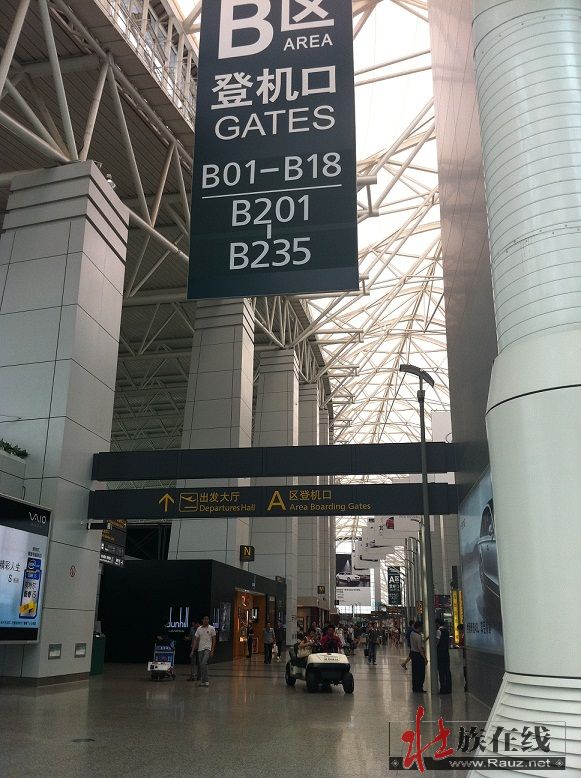 B区
AREA
登机口
GATES
B01-B18
B201
B235
出发大厅
Departures Hall
A 区登机口
Area Boarding Gates
VAIO
N
dunhill
壮族在线
www.Rauz.net